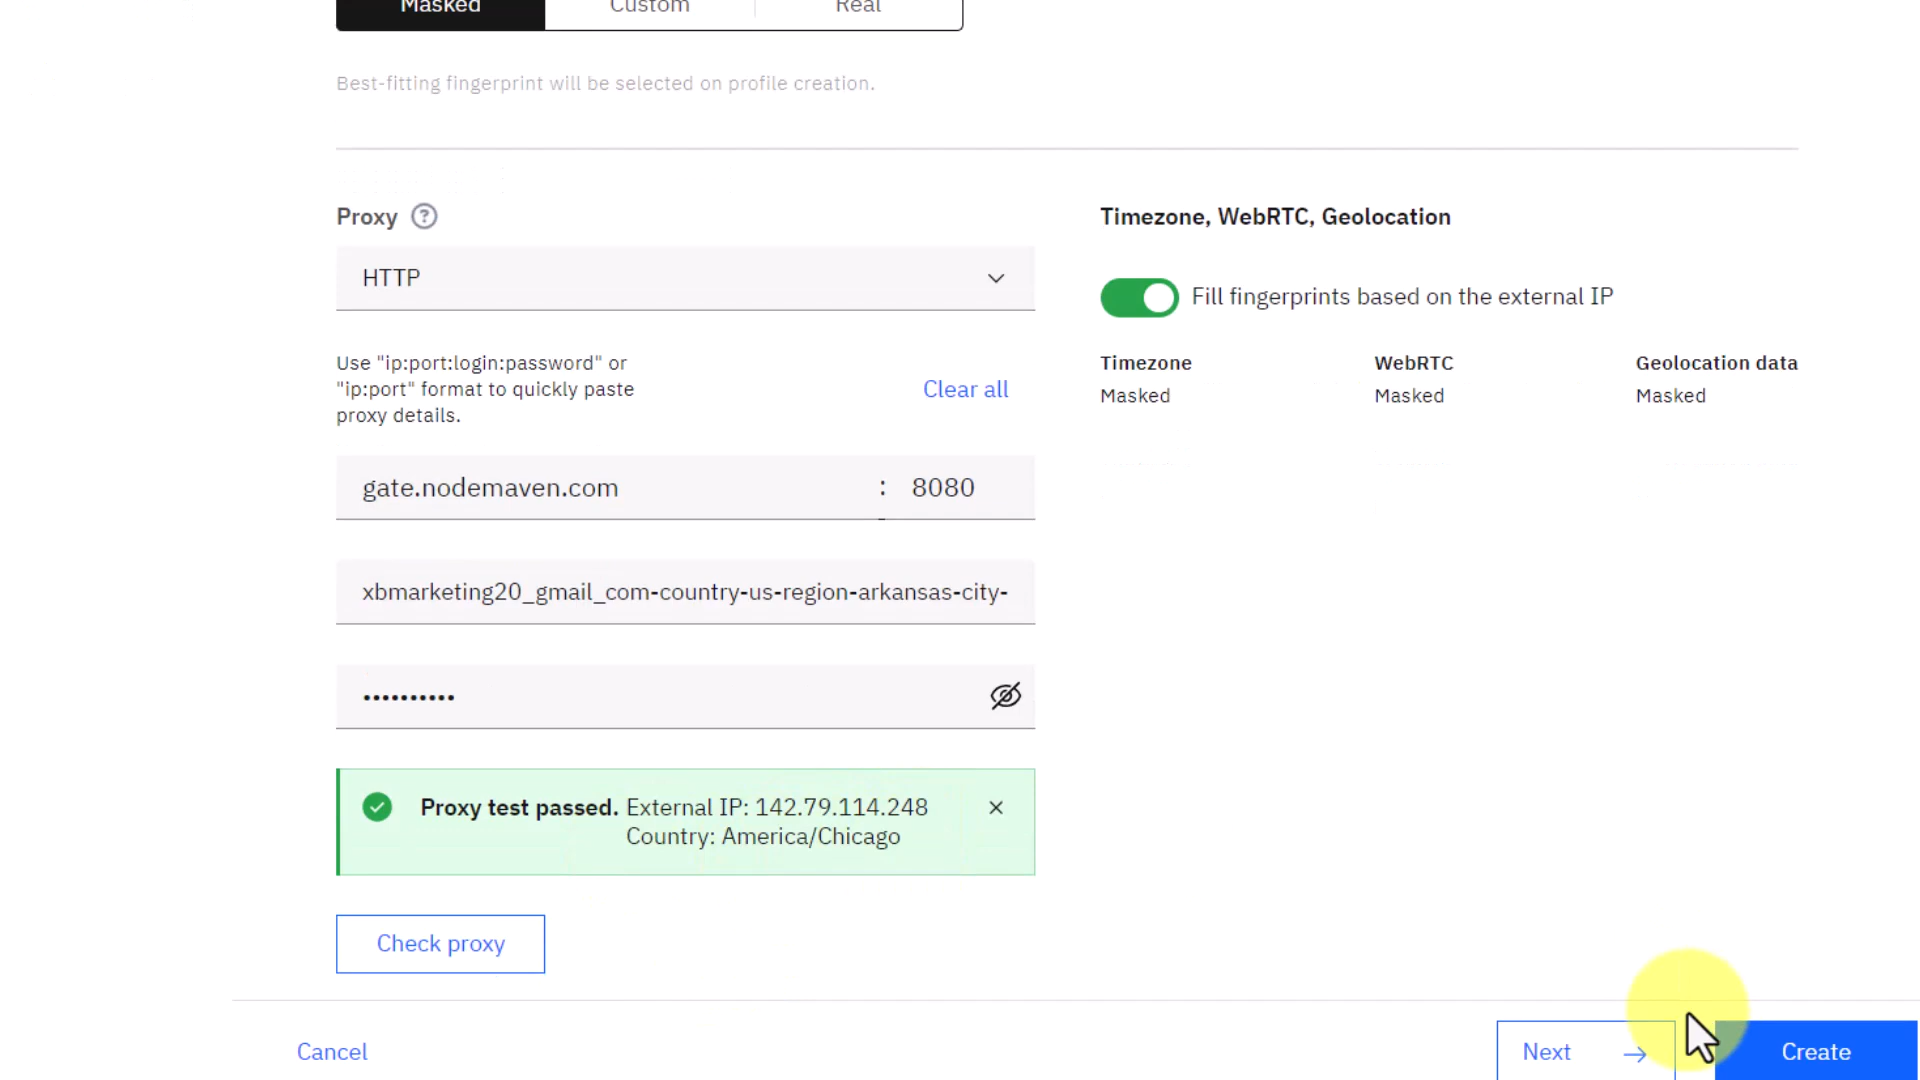 Masked Custom Real
Best-fitting fingerprint will be selected on profile creation.
Proxy ?
Timezone, WebRTC, Geolocation
HTTP
Fill fingerprints based on the external IP
Use "ip:port:login:password" or
"ip:port" format to quickly paste
proxy details.
Clear all
Timezone WebRTC Geolocation data
Masked Masked Masked
gate.nodemaven.com : 8080
xbmarketing20_gmail_com-country-us-region-arkansas-city-
••••••••••
Proxy test passed. External IP: 142.79.114.248
Country: America/Chicago
Check proxy
Cancel
Next →
Create